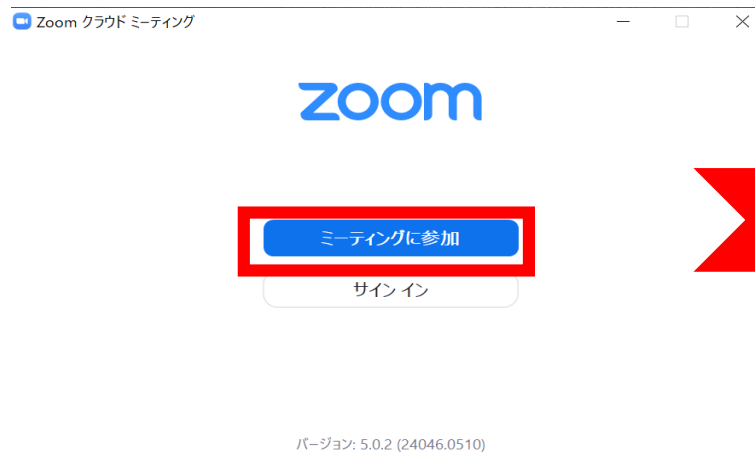 Zoom クラウド ミーティング
zoom
ミーティングに参加
サイン イン
バージョン: 5.0.2 (24046.0510)